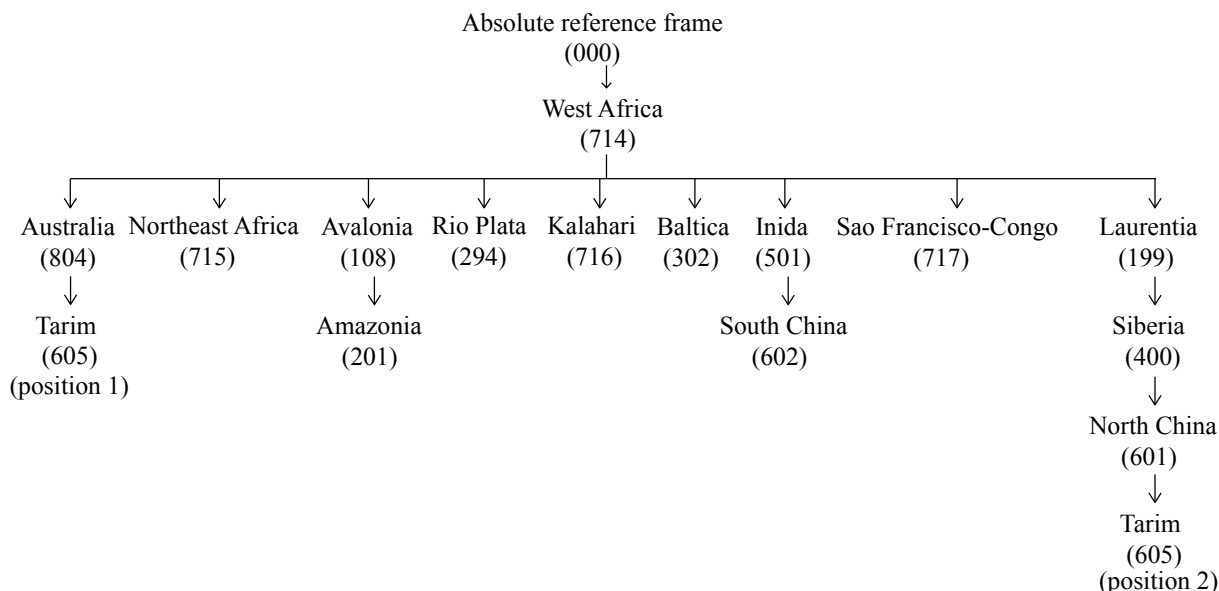 Absolute reference frame
(000)
West Africa
(714)
Australia
(804)
Northeast Africa
(715)
Avalonia
(108)
Rio Plata
(294)
Kalahari
(716)
Baltica
(302)
Inida
(501)
Sao Francisco-Congo
(717)
Laurentia
(199)
Tarim
(605)
(position 1)
Amazonia
(201)
South China
(602)
Siberia
(400)
North China
(601)
Tarim
(605)
(position 2)